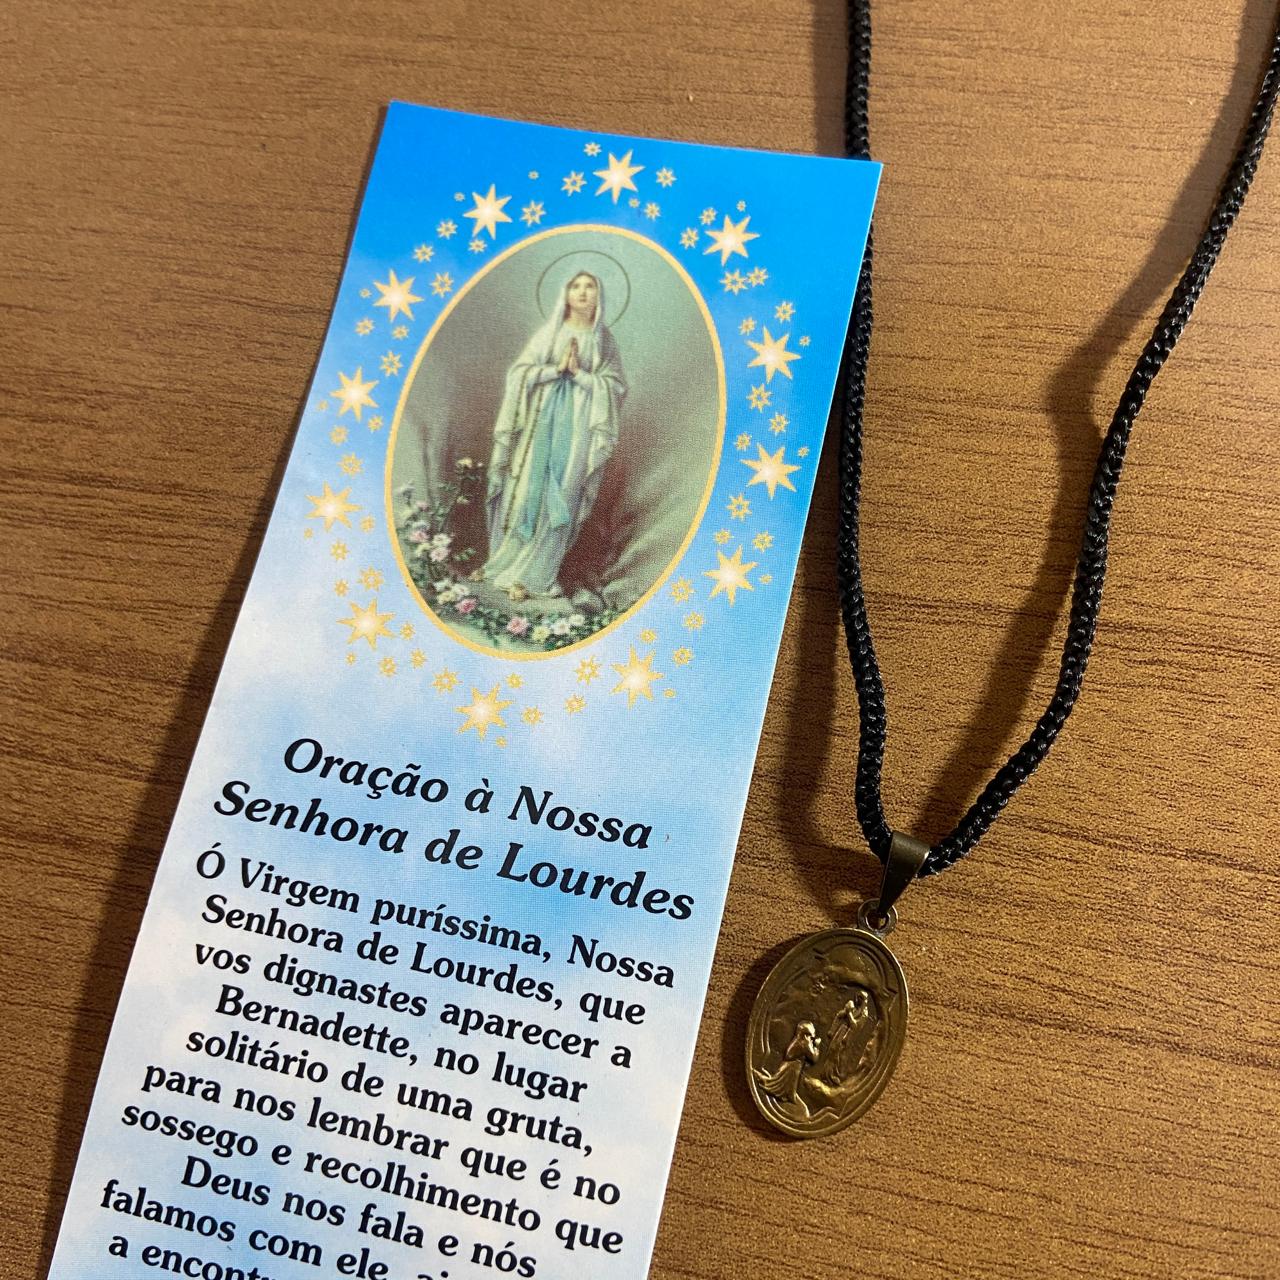 Oração à Nossa
Senhora de Lourdes
Ó Virgem puríssima, Nossa
Senhora de Lourdes, que
vos dignastes aparecer a
Bernadette, no lugar
solitário de uma gruta,
para nos lembrar que é no
sossego e recolhimento que
Deus nos fala e nós
falamos com ele,
a